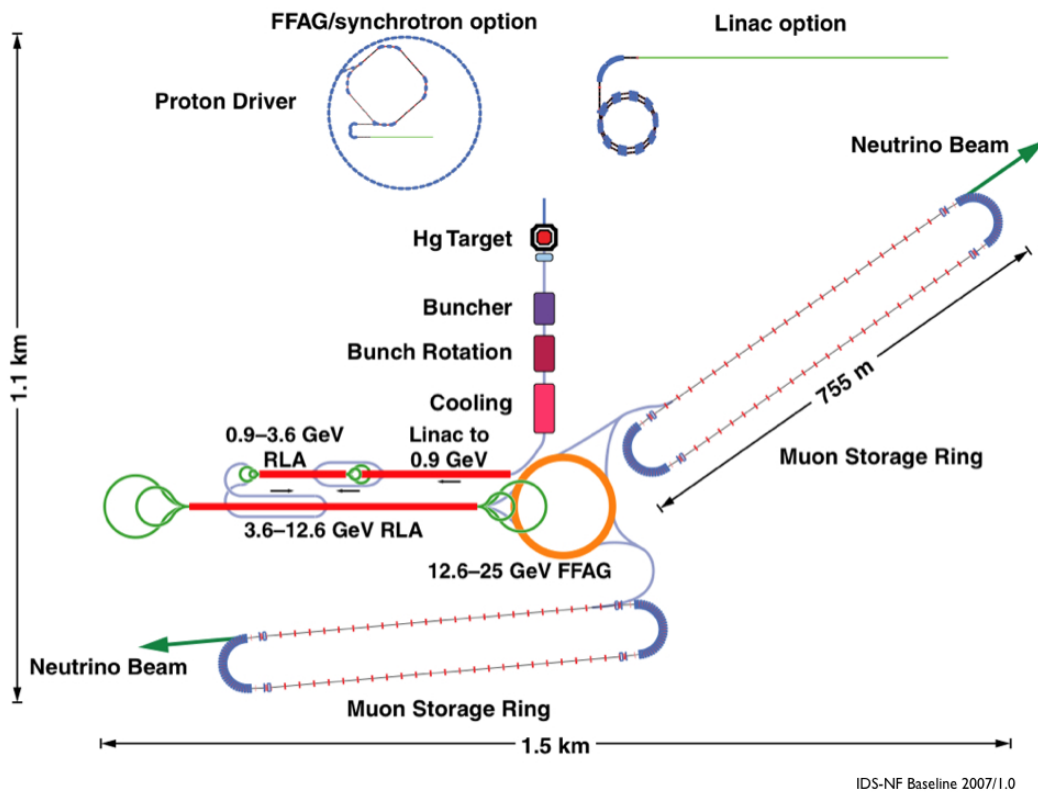 FFAG/synchrotron option
Linac option
Proton Driver
Neutrino Beam
Hg Target
Buncher
Bunch Rotation
Cooling
1.1 km
755 m
0.9–3.6 GeV
RLA
Linac to
0.9 GeV
Muon Storage Ring
3.6–12.6 GeV RLA
12.6–25 GeV FFAG
Neutrino Beam
Muon Storage Ring
1.5 km
IDS-NF Baseline 2007/1.0